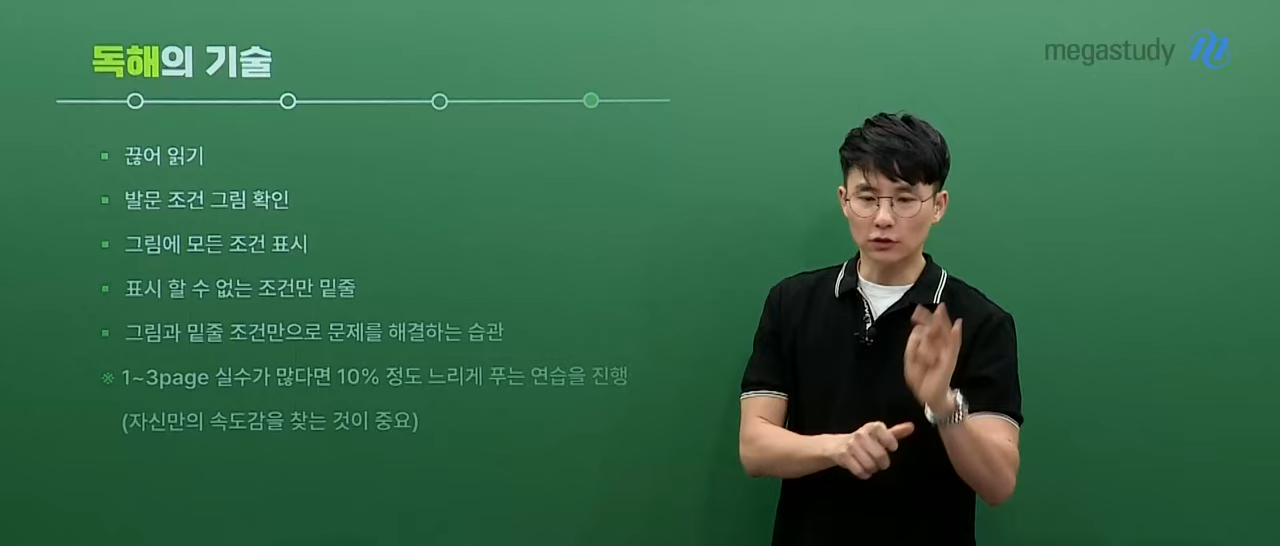 독해의 기술
megastudy
끊어 읽기
발문 조건 그림 확인
그림에 모든 조건 표시
표시 할 수 없는 조건만 밑줄
그림과 밑줄 조건만으로 문제를 해결하는 습관
※ 1~3page 실수가 많다면 10% 정도 느리게 푸는 연습을 진행
(자신만의 속도감을 찾는 것이 중요)